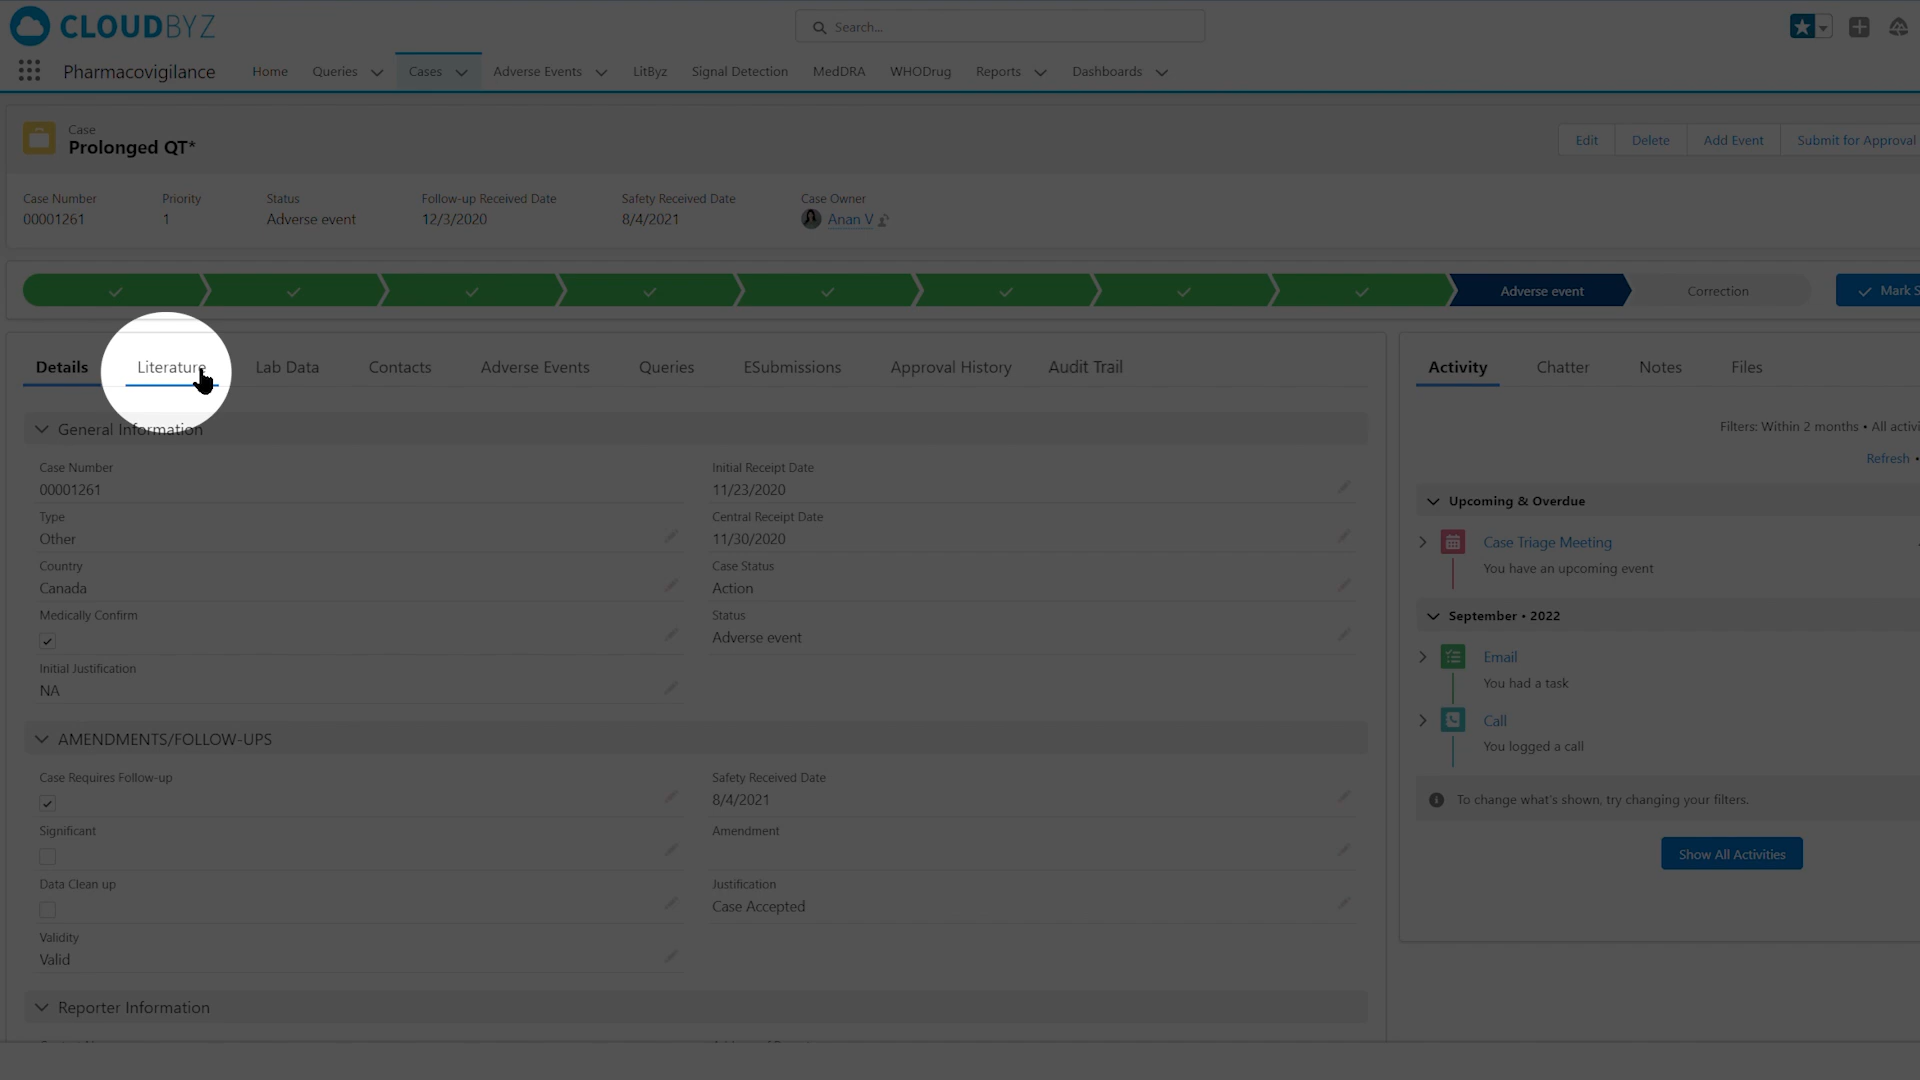 CLOUDBYZ
Search...
Pharmacovigilance
Home
Queries
Cases
Adverse Events
LitByz
Signal Detection
MedDRA
WHODrug
Reports
Dashboards
Case
Prolonged QT*
Edit
Delete
Add Event
Submit for Approval
Case Number
00001261
Priority
1
Status
Adverse event
Follow-up Received Date
12/3/2020
Safety Received Date
8/4/2021
Case Owner
Anan V
Adverse event
Correction
Mark S
Details
Literature
Lab Data
Contacts
Adverse Events
Queries
ESubmissions
Approval History
Audit Trail
General Information
Case Number
00001261
Initial Receipt Date
11/23/2020
Type
Other
Central Receipt Date
11/30/2020
Country
Canada
Case Status
Action
Medically Confirm
Status
Adverse event
Initial Justification
NA
AMENDMENTS/FOLLOW-UPS
Case Requires Follow-up
Safety Received Date
8/4/2021
Significant
Amendment
Data Clean up
Justification
Case Accepted
Validity
Valid
Reporter Information
Activity
Chatter
Notes
Files
Filters: Within 2 months • All activi
Refresh •
Upcoming & Overdue
Case Triage Meeting
You have an upcoming event
September • 2022
Email
You had a task
Call
You logged a call
To change what's shown, try changing your filters.
Show All Activities